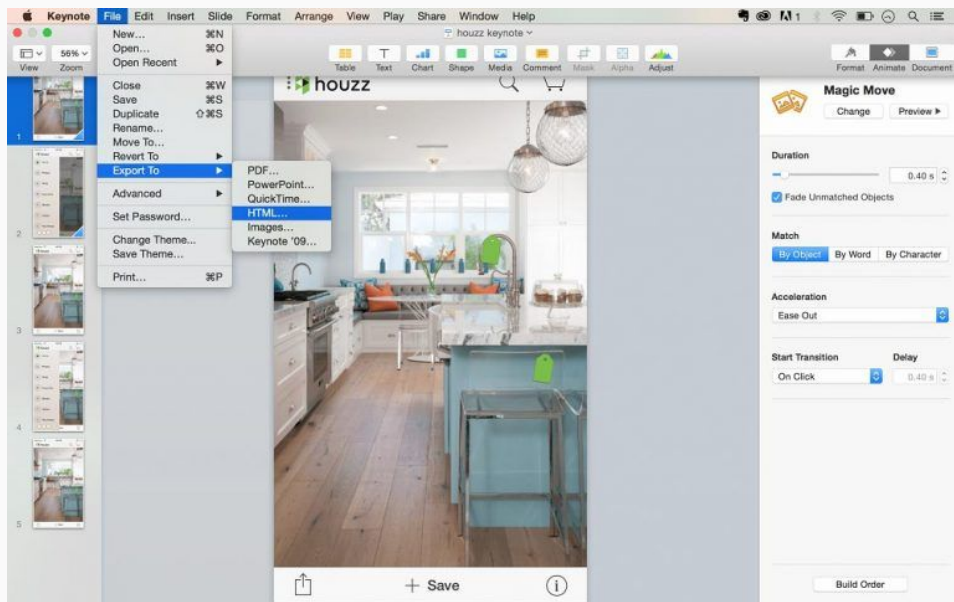 Keynote File Edit Insert Slide Format Arrange View Play Share Window Help 1
houzz keynote
56%
View Zoom Table Text Chart Shape Media Comment Mask Alpha Adjust Format Animate Document
New... ⌘N
Open... ⌘O
Open Recent
Close ⌘W
Save ⌘S
Duplicate ⇧⌘S
Rename...
Move To...
Revert To
Export To
Advanced
Set Password...
Change Theme...
Save Theme...
Print... ⌘P
PDF...
PowerPoint...
QuickTime...
HTML...
Images...
Keynote '09...
1
2
3
4
5
houzz
+ Save
Magic Move
Change Preview
Duration
0.40 s
Fade Unmatched Objects
Match
By Object By Word By Character
Acceleration
Ease Out
Start Transition Delay
On Click 0.40 s
Build Order